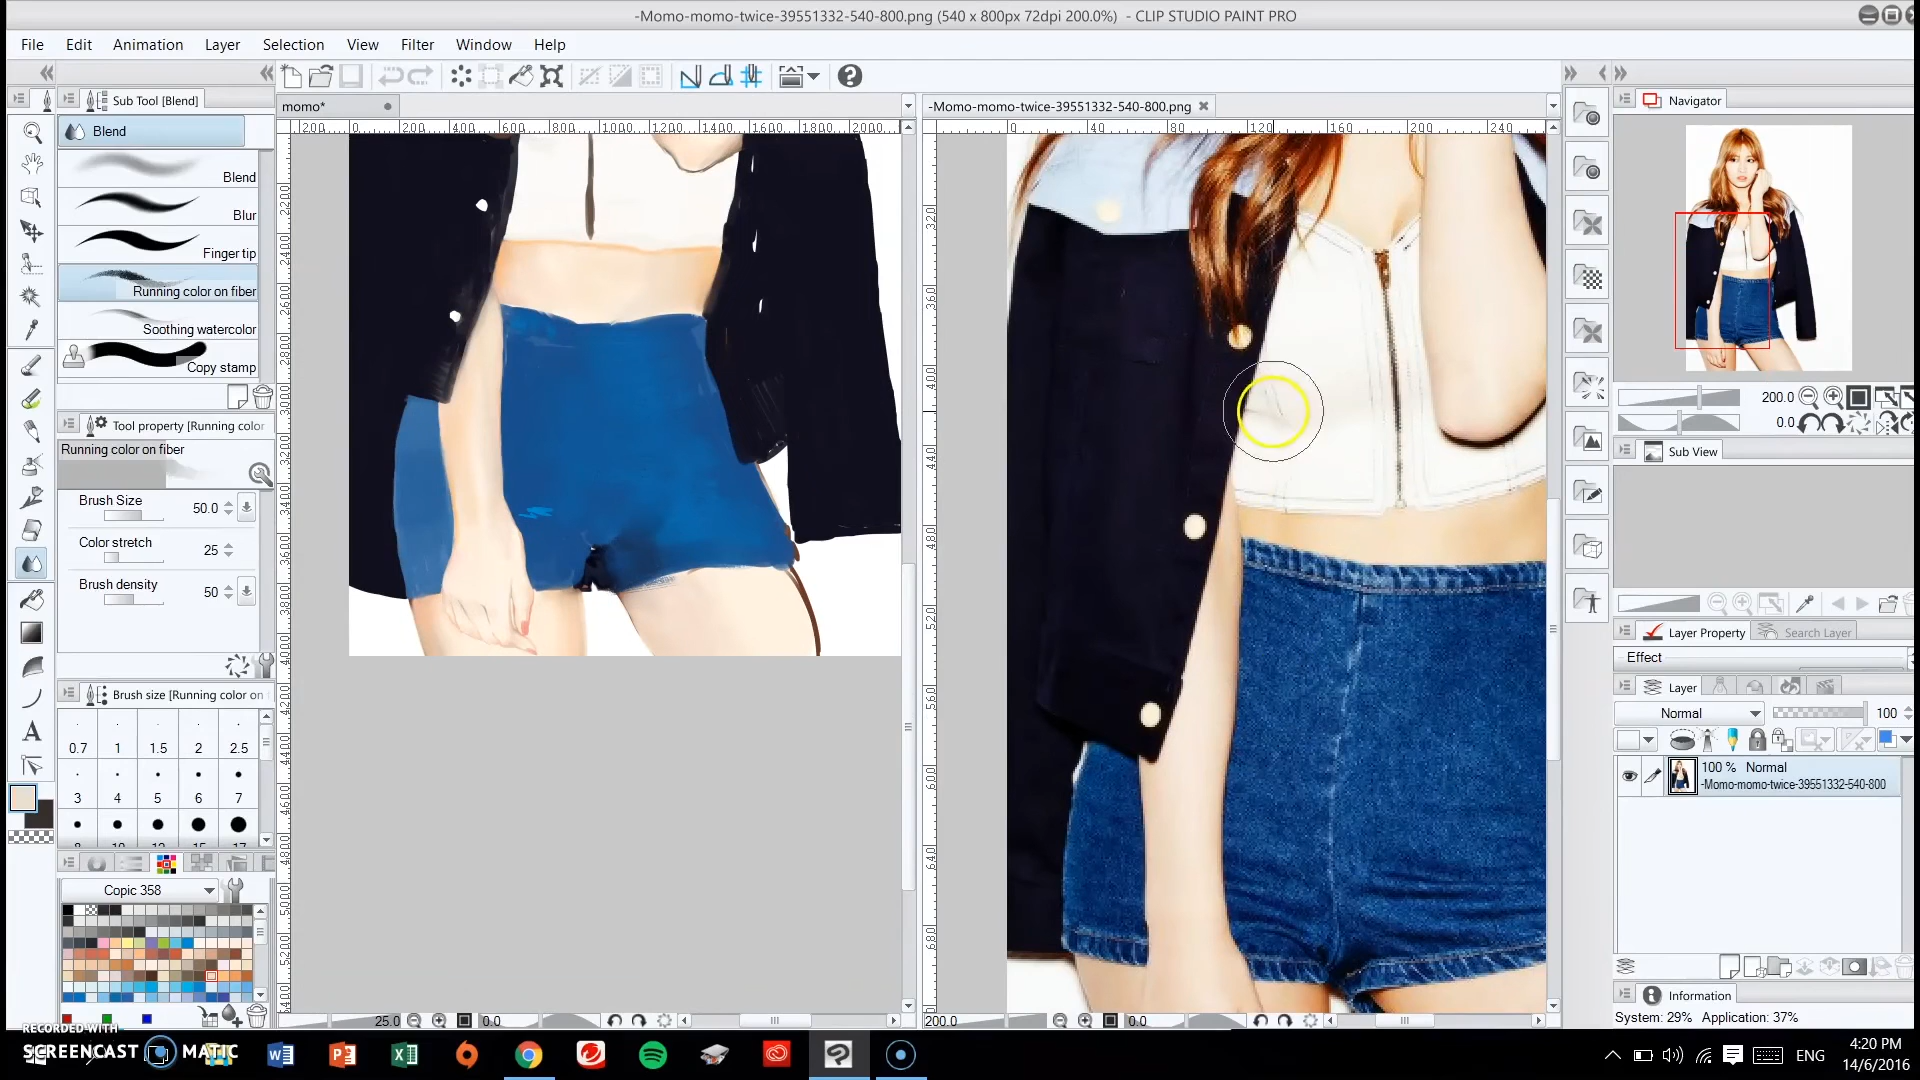 -Momo-momo-twice-39551332-540-800.png (540 x 800px 72dpi 200.0%) - CLIP STUDIO PAINT PRO
File Edit Animation Layer Selection View Filter Window Help
Sub Tool [Blend]
momo*
-Momo-momo-twice-39551332-540-800.png
Navigator
Blend
Blend
Blur
Finger tip
Running color on fiber
Soothing watercolor
Copy stamp
Tool property [Running color
Running color on fiber
Brush Size 50.0
Color stretch 25
Brush density 50
Brush size [Running color on
0.7 1 1.5 2 2.5
3 4 5 6 7
Copic 358
200.0
0.0
Sub View
Layer Property Search Layer
Effect
Layer
Normal 100
100 % Normal
-Momo-momo-twice-39551332-540-800
Information
System: 29% Application: 37%
25.0 0.0
200.0 0.0
RECORDED WITH
SCREENCAST MATIC
ENG
4:20 PM
14/6/2016